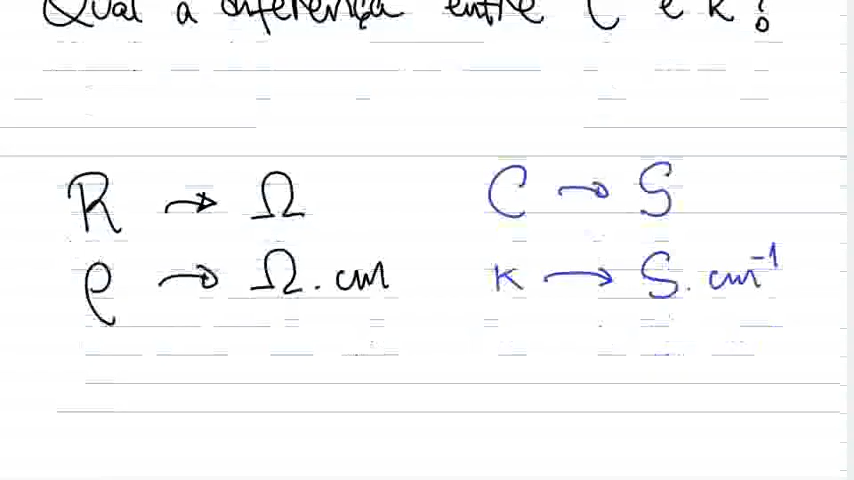 Qual a diferença entre C e K?
R → Ω C → S
ρ → Ω.cm κ → S.cm⁻¹